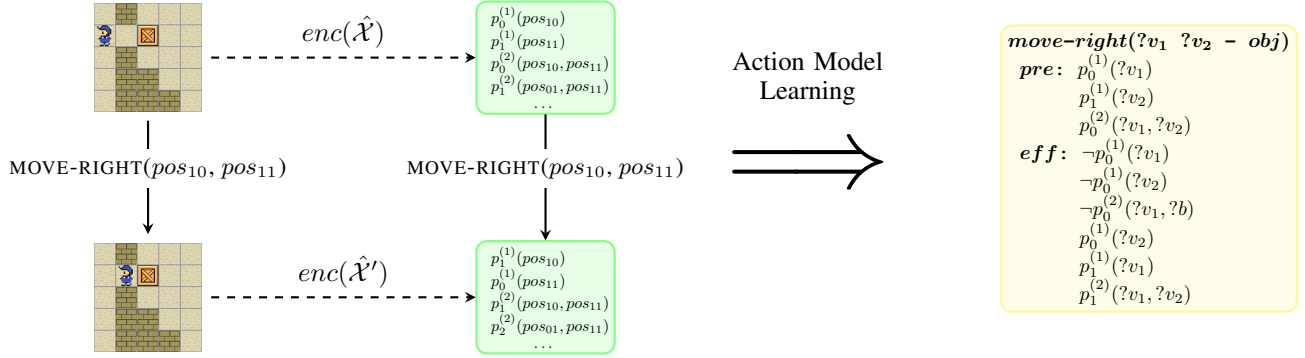 enc(X̂)
p_0^{(1)}(pos_{10})
p_1^{(1)}(pos_{11})
p_0^{(2)}(pos_{10}, pos_{11})
p_1^{(2)}(pos_{01}, pos_{11})
...
MOVE-RIGHT(pos_{10}, pos_{11})
MOVE-RIGHT(pos_{10}, pos_{11})
enc(X̂′)
p_1^{(1)}(pos_{10})
p_0^{(1)}(pos_{11})
p_1^{(2)}(pos_{10}, pos_{11})
p_2^{(2)}(pos_{01}, pos_{11})
...
Action Model
Learning
move-right(?v_1 ?v_2 - obj)
pre: p_0^{(1)}(?v_1)
p_1^{(1)}(?v_2)
p_0^{(2)}(?v_1, ?v_2)
eff: ¬p_0^{(1)}(?v_1)
¬p_0^{(1)}(?v_2)
¬p_0^{(2)}(?v_1, ?b)
p_0^{(1)}(?v_2)
p_1^{(1)}(?v_1)
p_1^{(2)}(?v_1, ?v_2)